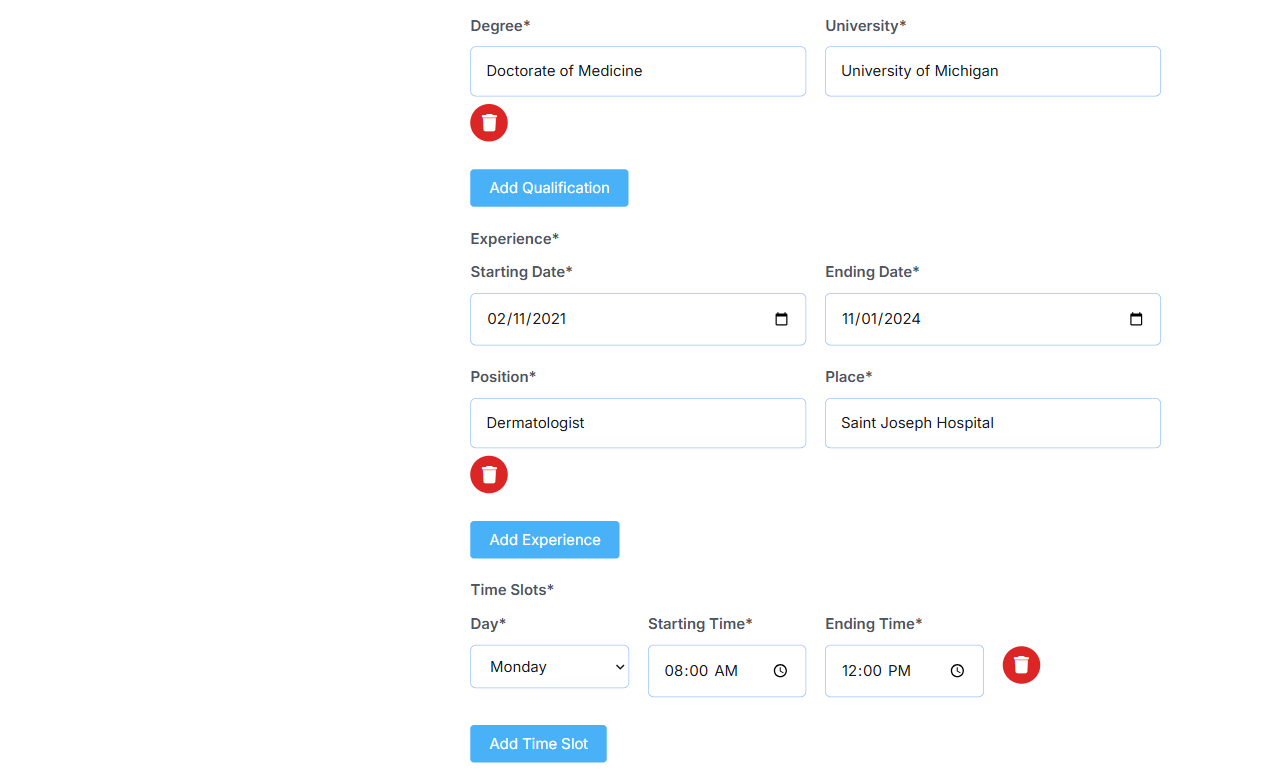 Degree* University*
Doctorate of Medicine University of Michigan
Add Qualification
Experience*
Starting Date* Ending Date*
02/11/2021 11/01/2024
Position* Place*
Dermatologist Saint Joseph Hospital
Add Experience
Time Slots*
Day* Starting Time* Ending Time*
Monday 08:00 AM 12:00 PM
Add Time Slot